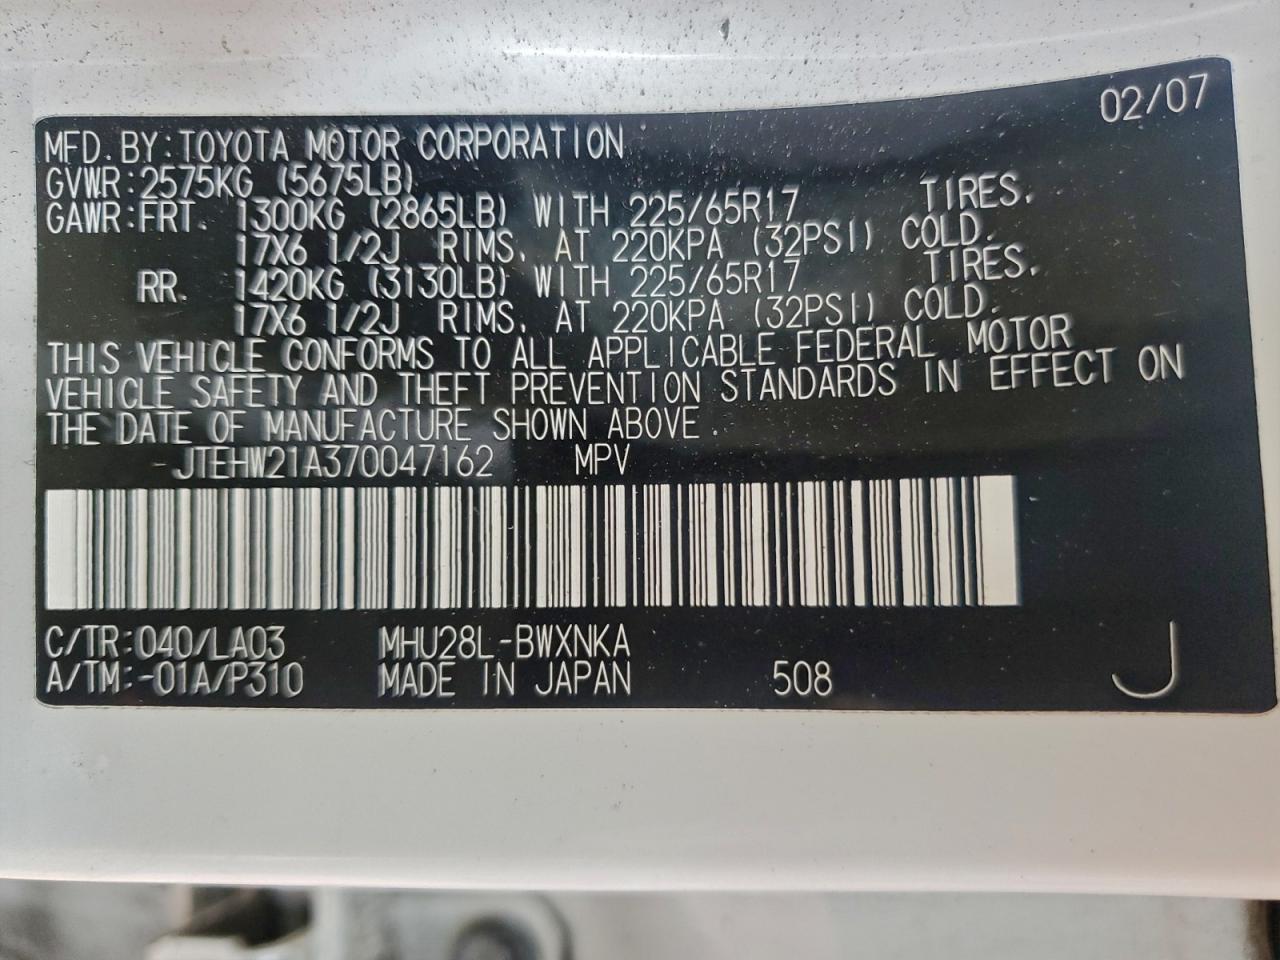 02/07
MFD. BY: TOYOTA MOTOR CORPORATION
GVWR: 2575KG (5675LB)
GAWR: FRT. 1300KG (2865LB) WITH 225/65R17 TIRES.
17X6 1/2J RIMS. AT 220KPA (32PSI) COLD.
RR. 1420KG (3130LB) WITH 225/65R17 TIRES.
17X6 1/2J RIMS. AT 220KPA (32PSI) COLD.
THIS VEHICLE CONFORMS TO ALL APPLICABLE FEDERAL MOTOR
VEHICLE SAFETY AND THEFT PREVENTION STANDARDS IN EFFECT ON
THE DATE OF MANUFACTURE SHOWN ABOVE.
-JTEHW21A370047162 MPV
C/TR: 040/LA03 MHU28L-BWXNKA
A/TM: -01A/P310 MADE IN JAPAN 508 J